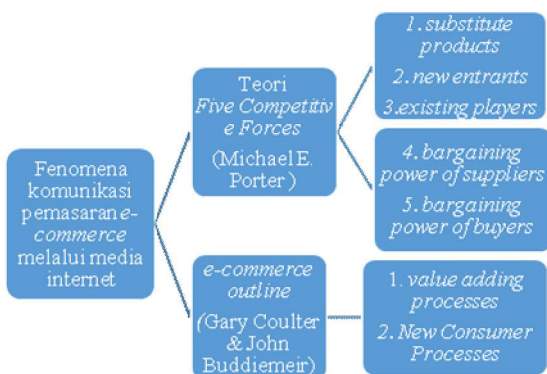 Fenomena
komunikasi
pemasaran e-
commerce
melalui media
internet
Teori
Five Competitiv
e Forces
(Michael E.
Porter )
1. substitute
products
2. new entrants
3.existing players
4. bargaining
power of suppliers
5. bargaining
power of buyers
e-commerce
outline
(Gary Coulter
& John
Buddiemeir)
1. value adding
processes
2. New Consumer
Processes